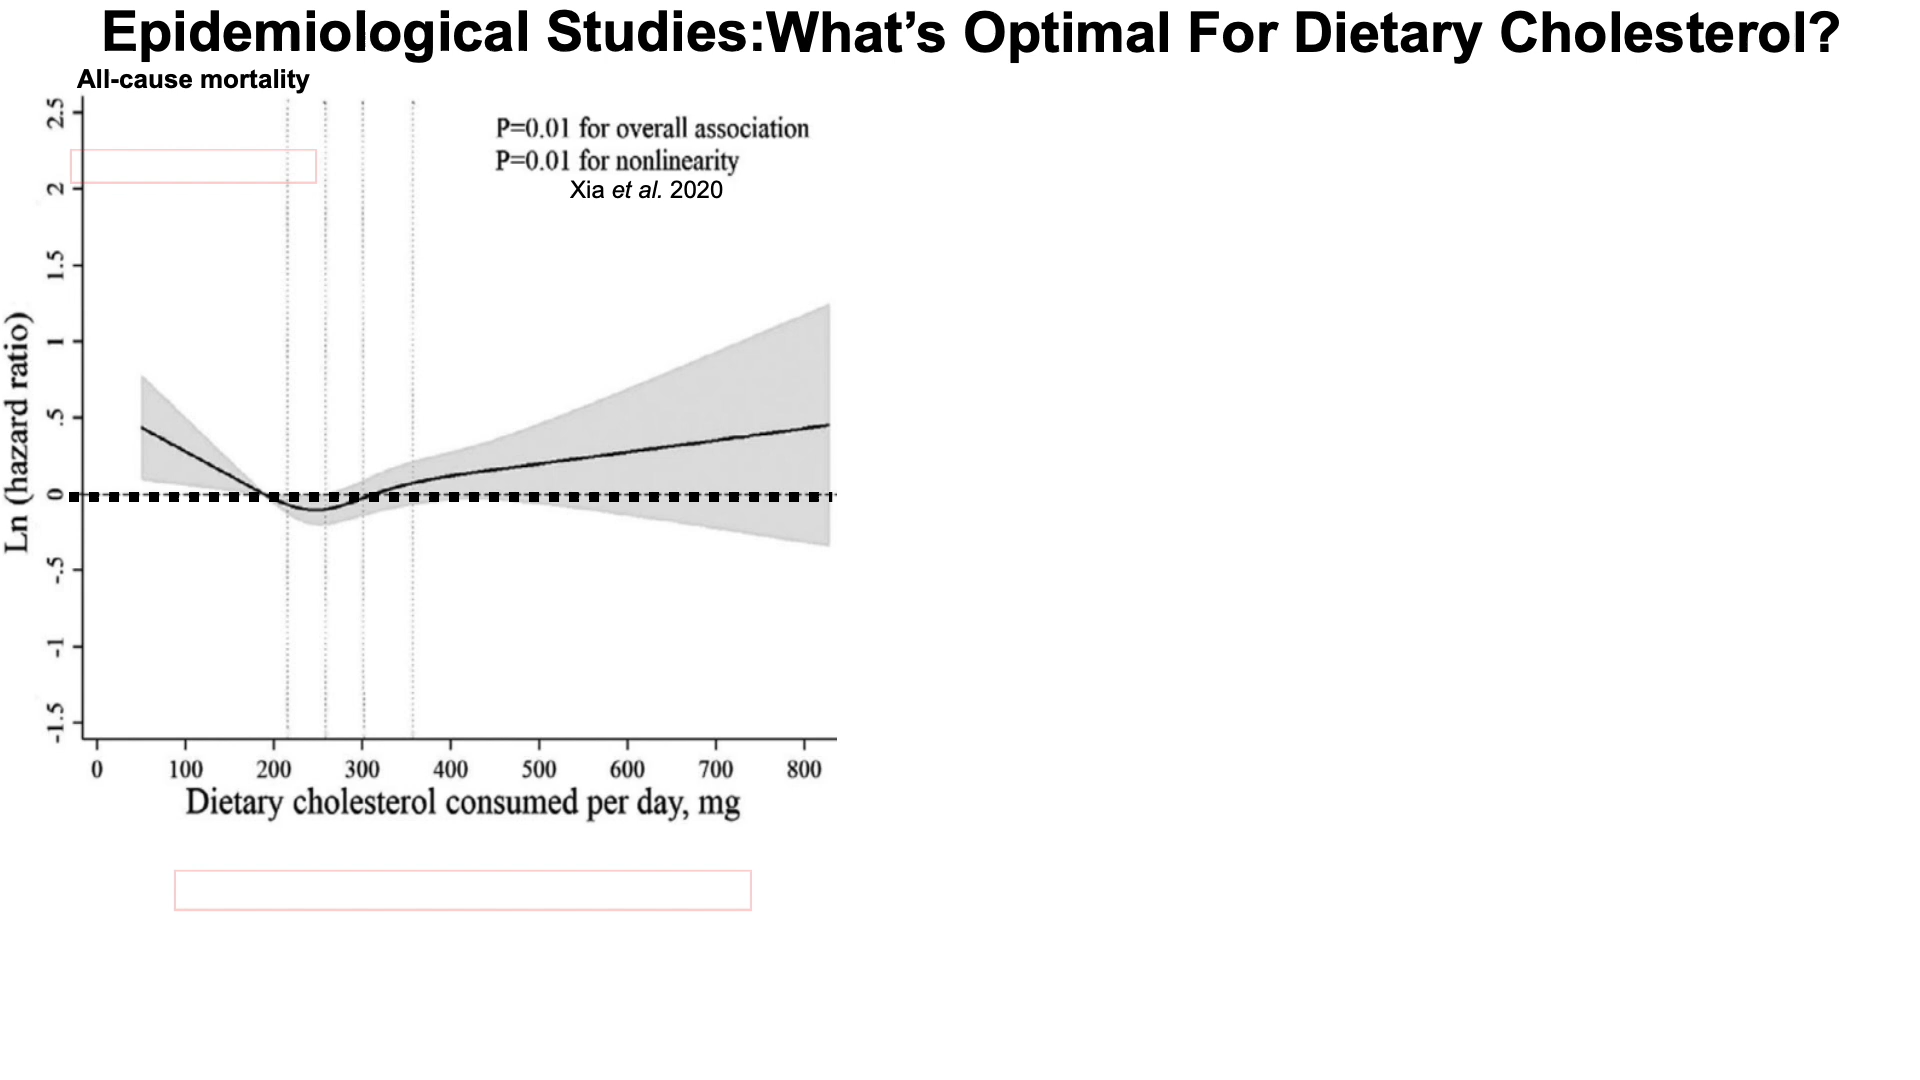 Epidemiological Studies:What's Optimal For Dietary Cholesterol?
All-cause mortality
P=0.01 for overall association
P=0.01 for nonlinearity
Xia et al. 2020
Ln (hazard ratio)
2.5
2
1.5
1
.5
0
-.5
-1
-1.5
0 100 200 300 400 500 600 700 800
Dietary cholesterol consumed per day, mg